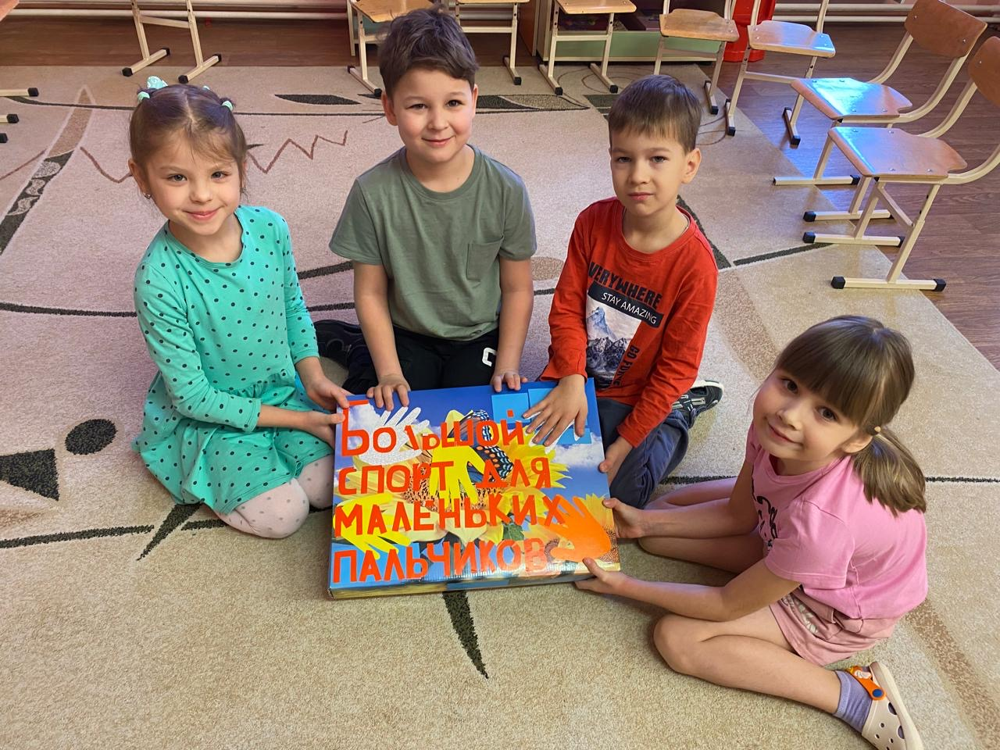 Большой
спорт для
маленьких
пальчиков
EVERYWHERE
STAY AMAZING